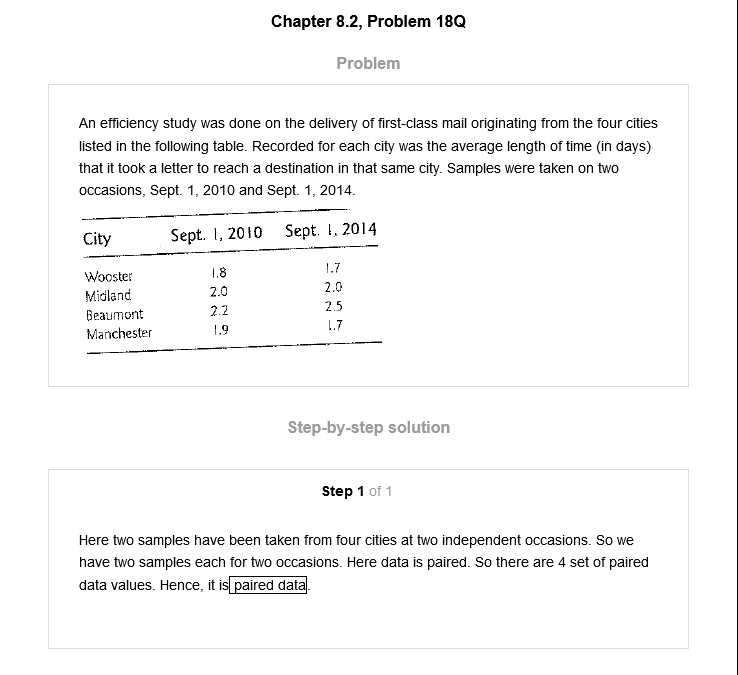 Chapter 8.2, Problem 18Q
Problem
An efficiency study was done on the delivery of first-class mail originating from the four cities
listed in the following table. Recorded for each city was the average length of time (in days)
that it took a letter to reach a destination in that same city. Samples were taken on two
occasions, Sept. 1, 2010 and Sept. 1, 2014.
City Sept. 1, 2010 Sept. 1, 2014
Wooster 1.8 1.7
Midland 2.0 2.0
Beaumont 2.2 2.5
Manchester 1.9 1.7
Step-by-step solution
Step 1 of 1
Here two samples have been taken from four cities at two independent occasions. So we
have two samples each for two occasions. Here data is paired. So there are 4 set of paired
data values. Hence, it is paired data.